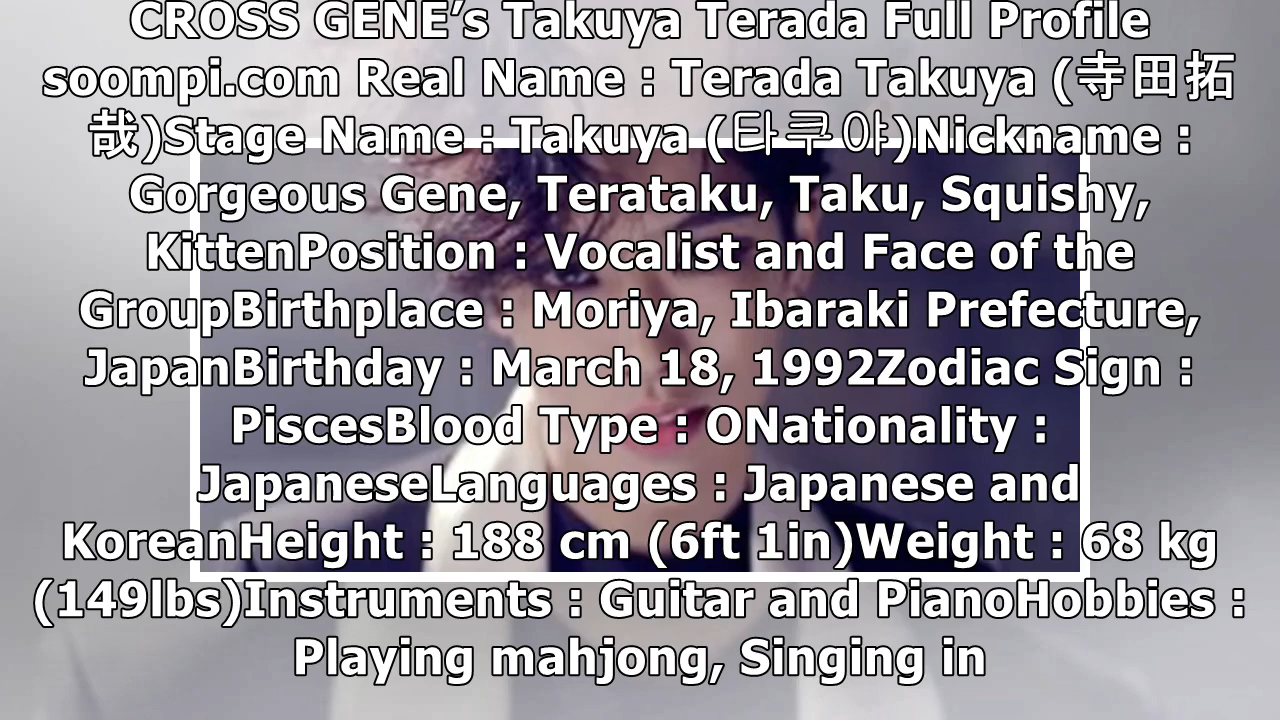 CROSS GENE’s Takuya Terada Full Profile
soompi.com Real Name : Terada Takuya (寺田拓
哉)Stage Name : Takuya (타쿠야)Nickname :
Gorgeous Gene, Terataku, Taku, Squishy,
KittenPosition : Vocalist and Face of the
GroupBirthplace : Moriya, Ibaraki Prefecture,
JapanBirthday : March 18, 1992Zodiac Sign :
PiscesBlood Type : ONationality :
JapaneseLanguages : Japanese and
KoreanHeight : 188 cm (6ft 1in)Weight : 68 kg
(149lbs)Instruments : Guitar and PianoHobbies :
Playing mahjong, Singing in